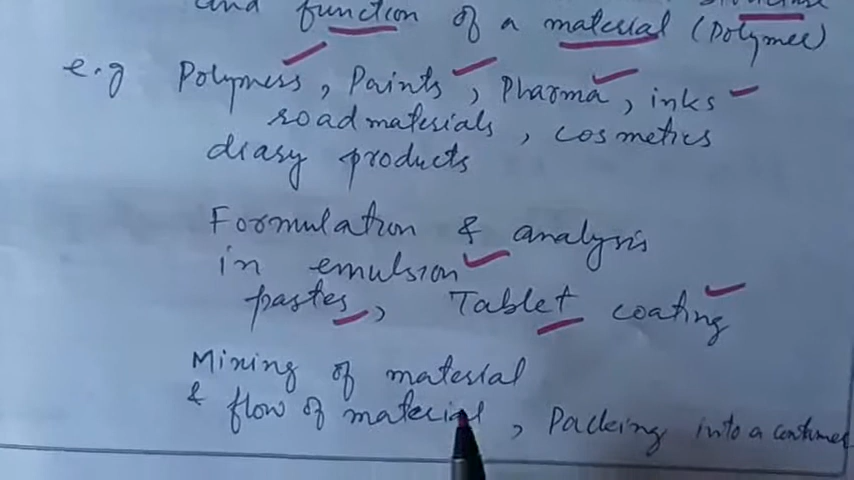 and function of a material (Polymer)
e.g Polymers, Paints, Pharma, inks
road materials, cosmetics
diary products
Formulation & analysis
in emulsion
pastes, Tablet coating
Mixing of material
& flow of material, Packing into a container